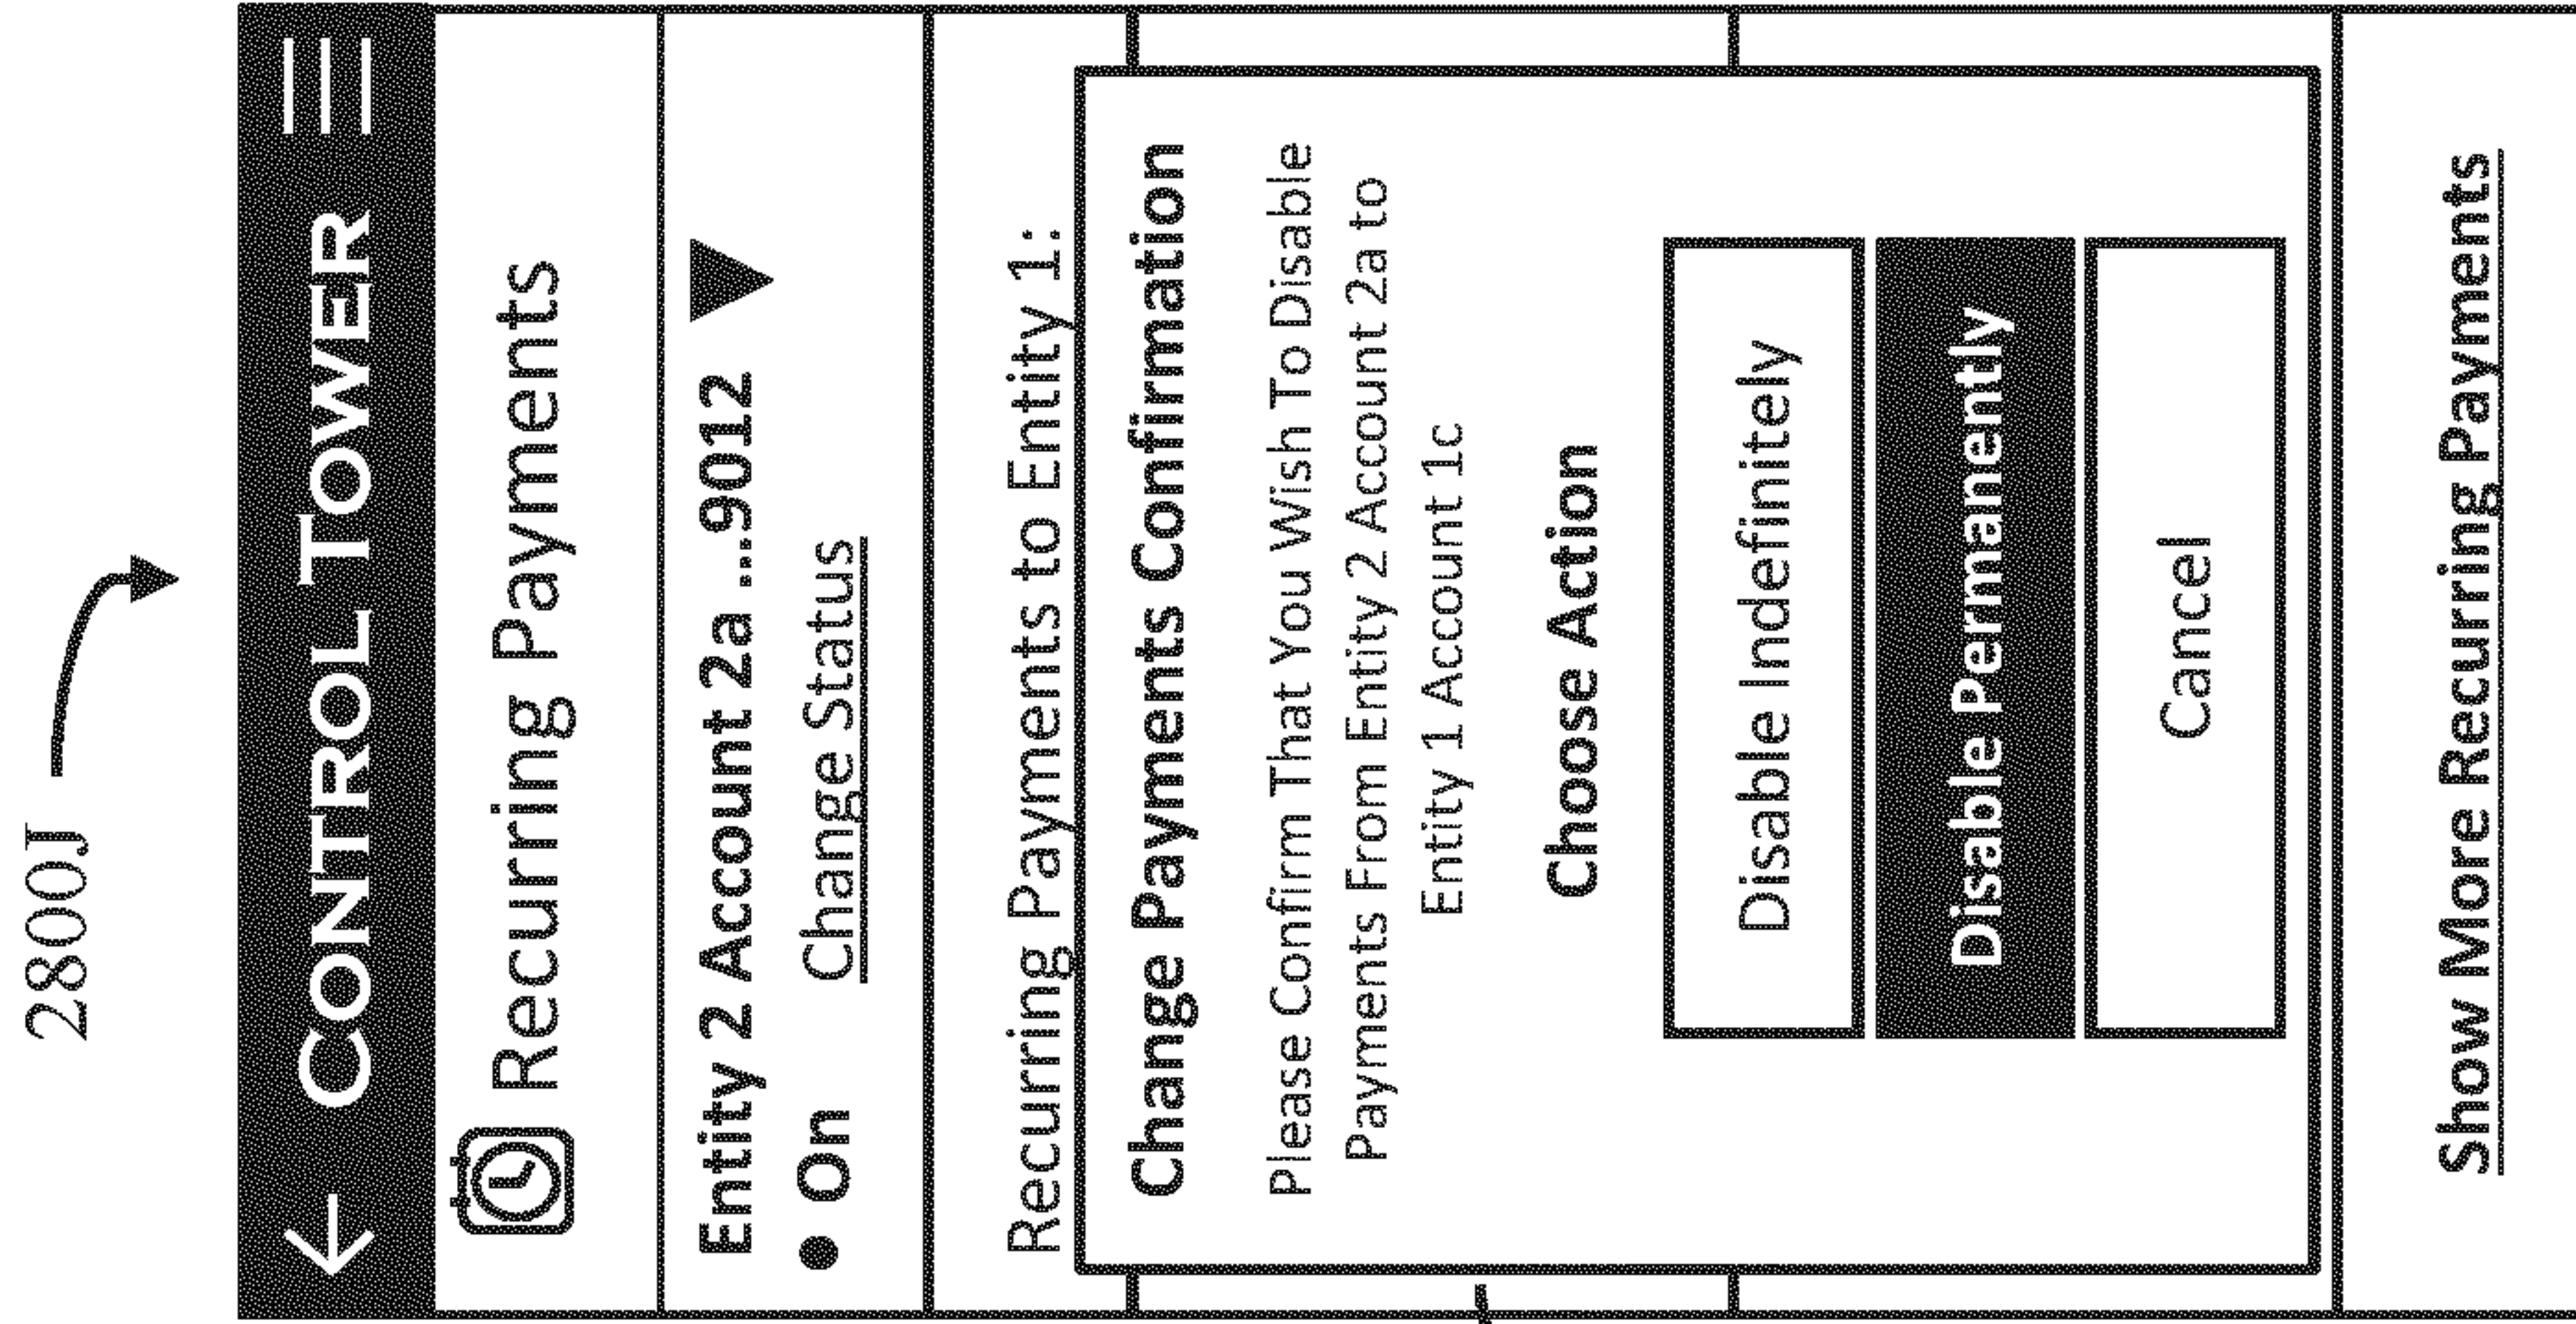 2800J
CONTROL TOWER
Recurring Payments
Entity 2 Account 2a ...9012
On Change Status
Recurring Payments to Entity 1:
Change Payments Confirmation
Please Confirm That You Wish To Disable
Payments From Entity 2 Account 2a to
Entity 1 Account 1c
Choose Action
Disable Indefinitely
Disable Permanently
Cancel
Show More Recurring Payments